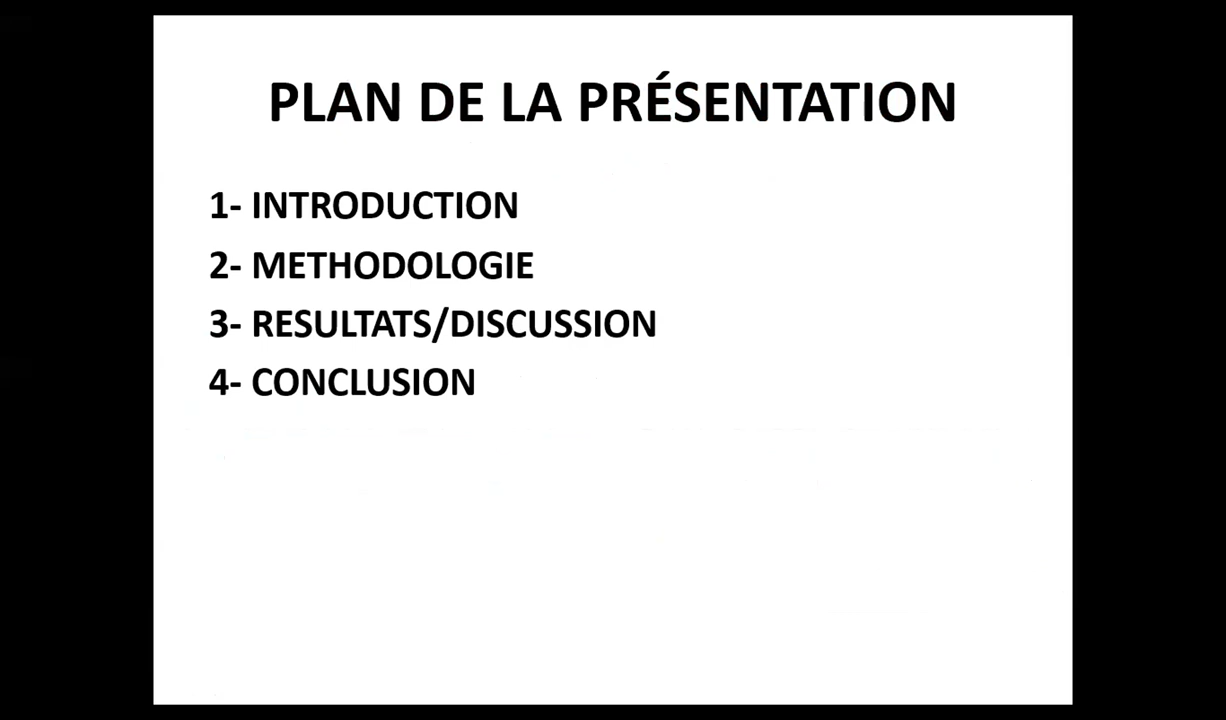 PLAN DE LA PRÉSENTATION
1- INTRODUCTION
2- METHODOLOGIE
3- RESULTATS/DISCUSSION
4- CONCLUSION